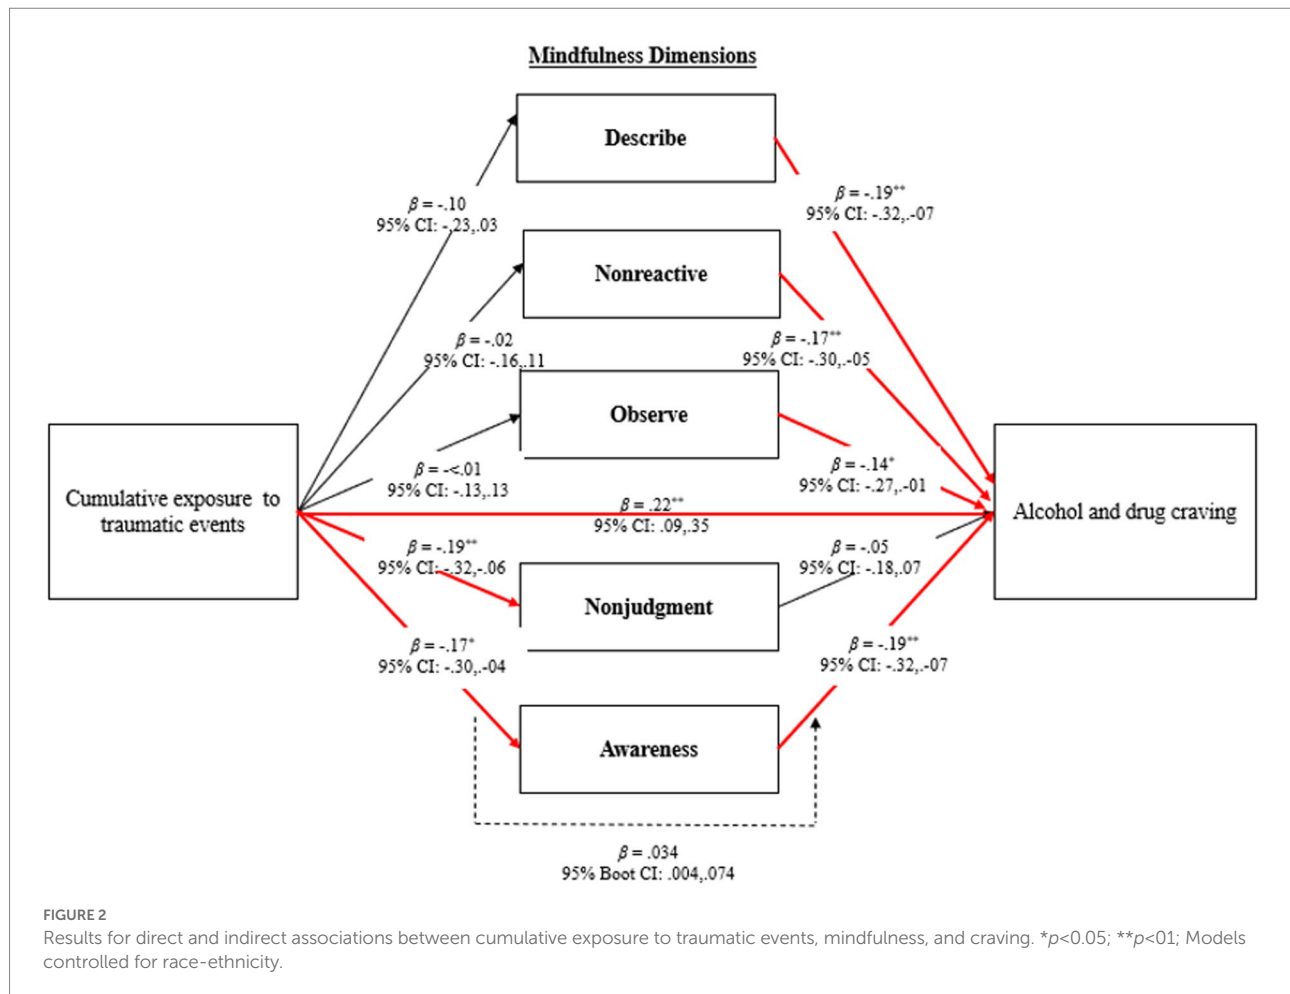 Mindfulness Dimensions
Describe
β = -.10
95% CI: -.23,.03
β = -.19**
95% CI: -.32,.-07
Nonreactive
β = -.02
95% CI: -.16,.11
β = -.17**
95% CI: -.30,.-05
Observe
β = -<.01
95% CI: -.13,.13
β = -.14*
95% CI: -.27,.-01
Cumulative exposure to
traumatic events
β = .22**
95% CI: .09,.35
Alcohol and drug craving
β = -.19**
95% CI: -.32,.-06
β = -.05
95% CI: -.18,.07
Nonjudgment
β = -.17*
95% CI: -.30,.-04
β = -.19**
95% CI: -.32,.-07
Awareness
β = .034
95% Boot CI: .004,.074
FIGURE 2
Results for direct and indirect associations between cumulative exposure to traumatic events, mindfulness, and craving. *p<0.05; **p<01; Models
controlled for race-ethnicity.